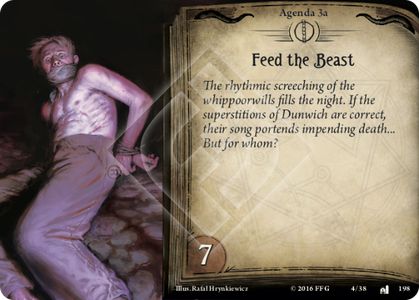 Agenda 3a
Feed the Beast
The rhythmic screeching of the
whippoorwills fills the night. If the
superstitions of Dunwich are correct,
their song portends impending death...
But for whom?
7
Illus. Rafał Hrynkiewicz
© 2016 FFG
4/38
198